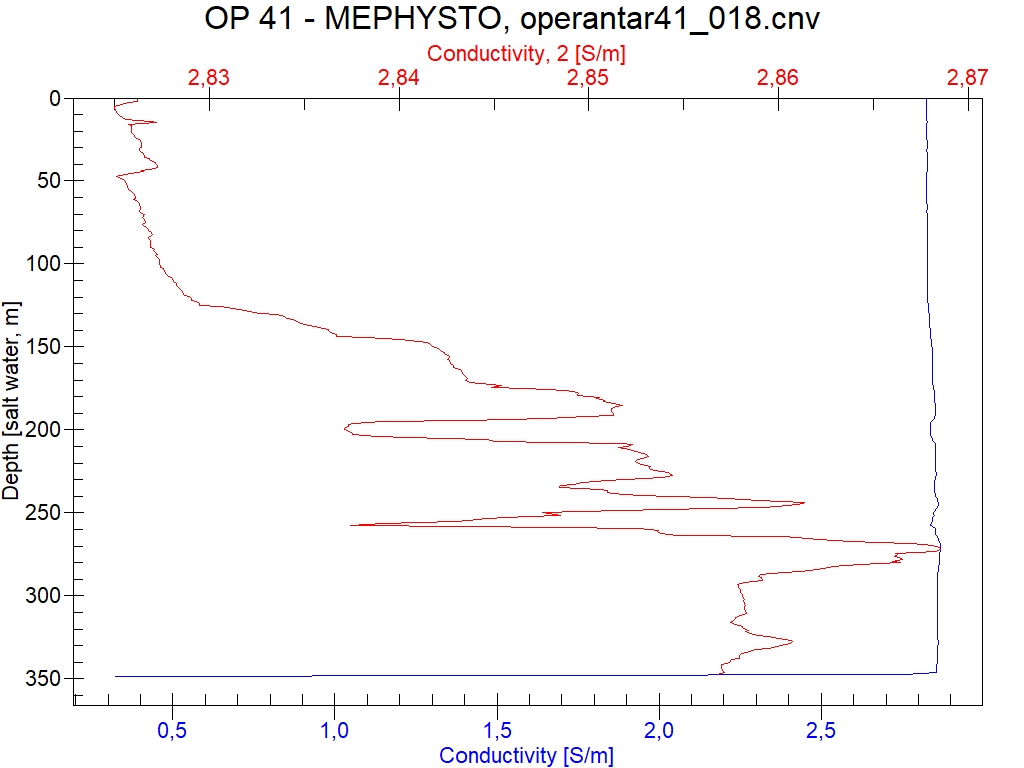 OP 41 - MEPHYSTO, operantar41_018.cnv
Conductivity, 2 [S/m]
2,83 2,84 2,85 2,86 2,87
0
50
100
150
200
250
300
350
Depth [salt water, m]
0,5 1,0 1,5 2,0 2,5
Conductivity [S/m]